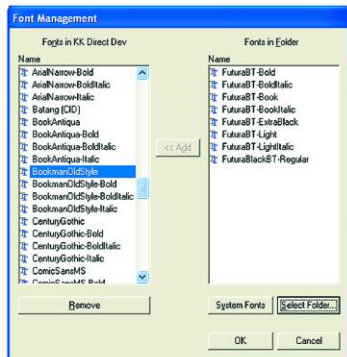 Font Management
Fonts in KK Direct Dev
Name
ArialNarrow-Bold
ArialNarrow-BoldItalic
ArialNarrow-Italic
Batang (CID)
BookAntiqua
BookAntiqua-Bold
BookAntiqua-BoldItalic
BookAntiqua-Italic
BookmanOldStyle
BookmanOldStyle-Bold
BookmanOldStyle-BoldItalic
BookmanOldStyle-Italic
CenturyGothic
CenturyGothic-Bold
CenturyGothic-BoldItalic
CenturyGothic-Italic
ComicSansMS
ComicSansMS-Bold
Remove
<< Add
Fonts in Folder
Name
FuturaBT-Bold
FuturaBT-BoldItalic
FuturaBT-Book
FuturaBT-BookItalic
FuturaBT-ExtraBlack
FuturaBT-Light
FuturaBT-LightItalic
FuturaBlackBT-Regular
System Fonts
Select Folder...
OK
Cancel